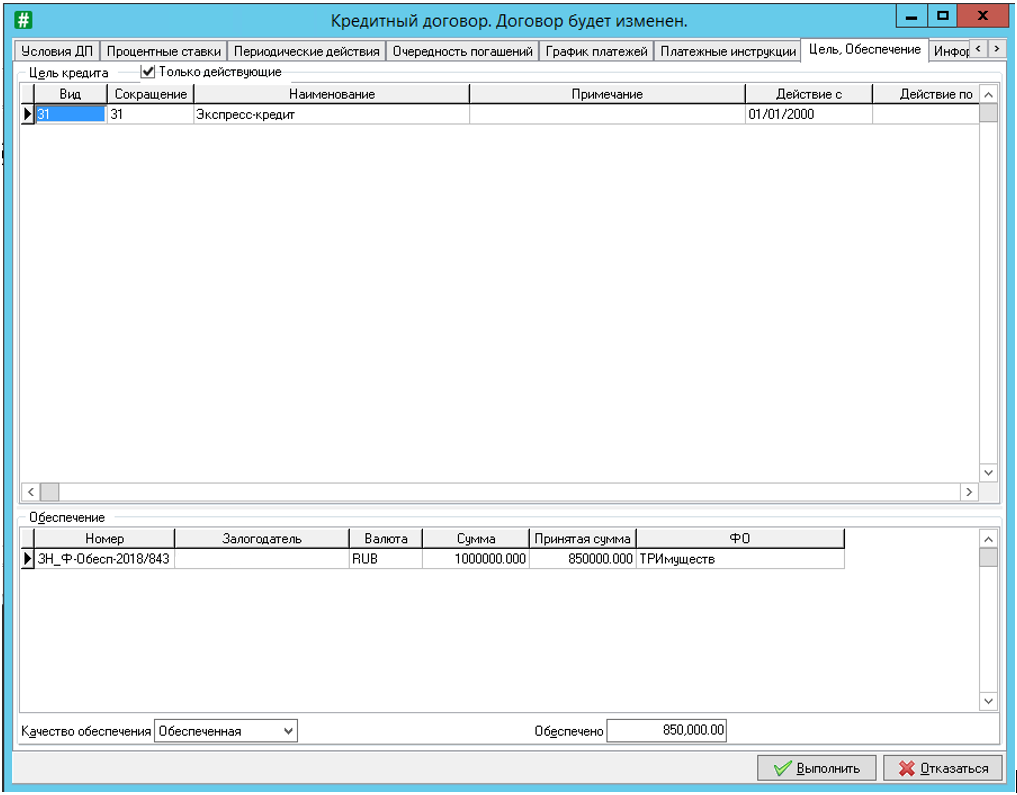 Кредитный договор. Договор будет изменен.
Условия ДП Процентные ставки Периодические действия Очередность погашений График платежей Платежные инструкции Цель, Обеспечение Инфор
Цель кредита Только действующие
Вид Сокращение Наименование Примечание Действие с Действие по
31 31 Экспресс-кредит 01/01/2000
Обеспечение
Номер Залогодатель Валюта Сумма Принятая сумма ФО
ЗН_Ф-Обесп-2018/843 RUB 1000000.000 850000.000 ТРИмуществ
Качество обеспечения Обеспеченная Обеспечено 850,000.00
Выполнить Отказаться